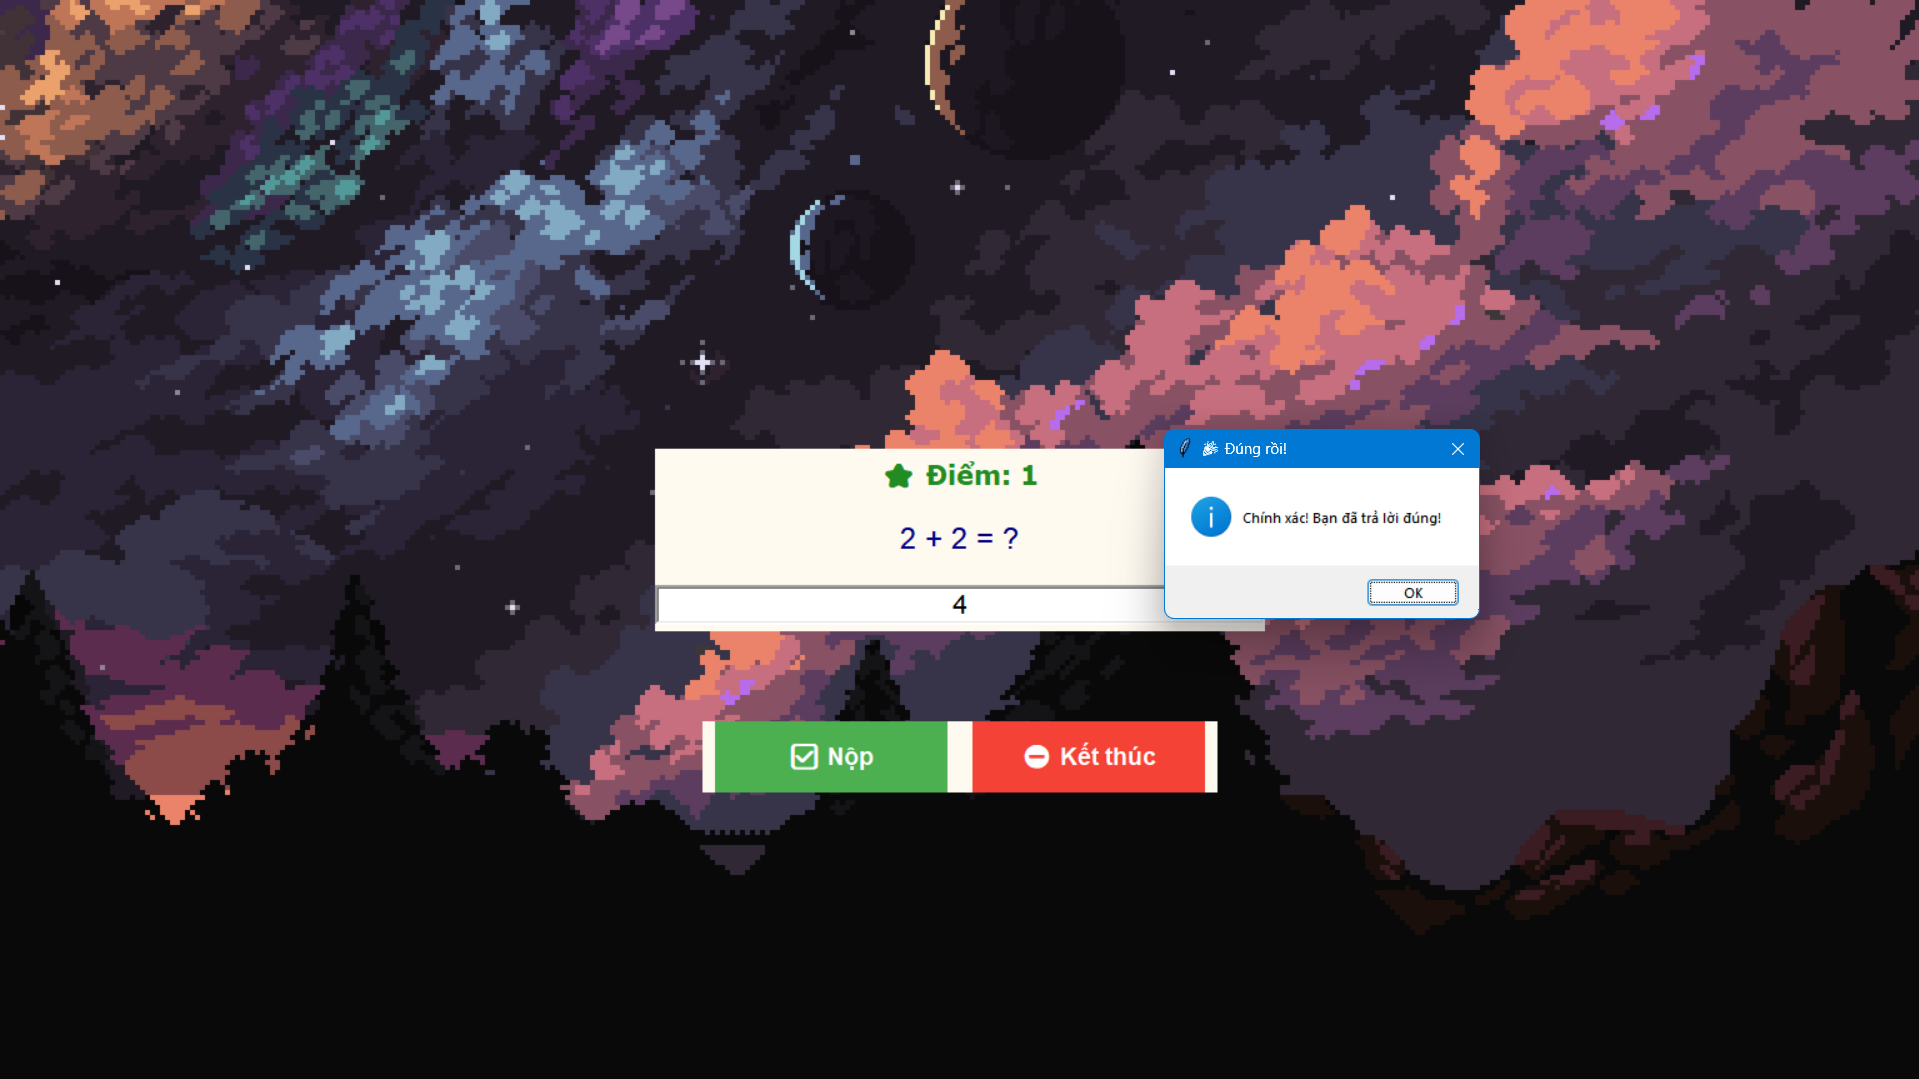 Điểm: 1
2 + 2 = ?
4
Nộp
Kết thúc
Đúng rồi!
Chính xác! Bạn đã trả lời đúng!
OK